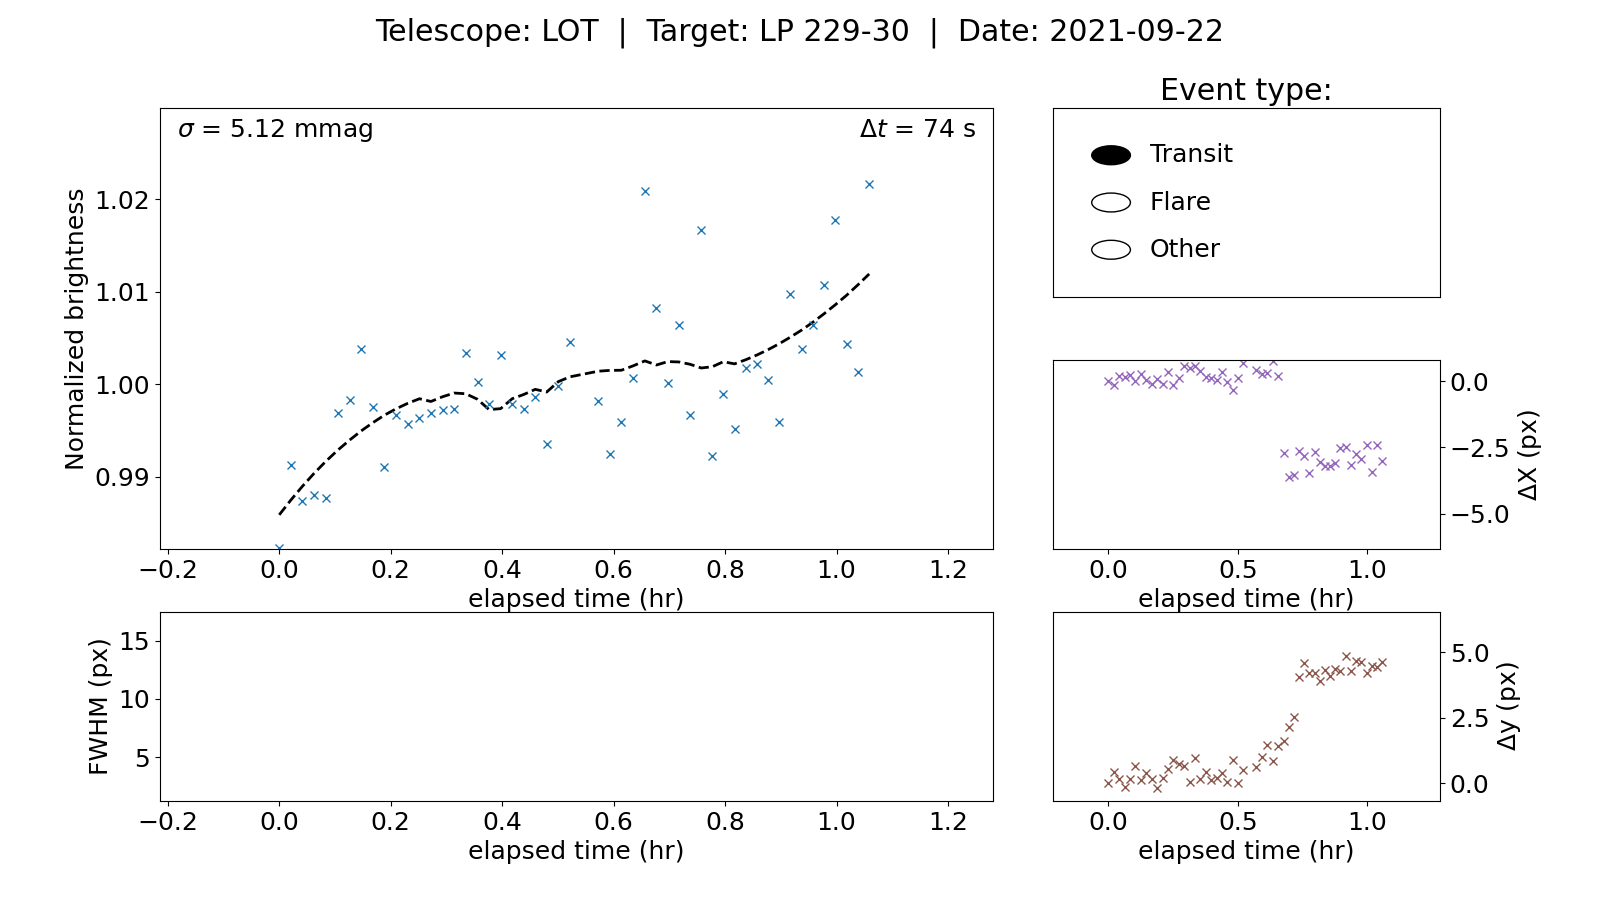 Telescope: LOT | Target: LP 229-30 | Date: 2021-09-22
Event type:
σ = 5.12 mmag
Δt = 74 s
Transit
Flare
Other
Normalized brightness
1.02
1.01
1.00
0.99
−0.2 0.0 0.2 0.4 0.6 0.8 1.0 1.2
elapsed time (hr)
0.0
−2.5
−5.0
ΔX (px)
0.0 0.5 1.0
elapsed time (hr)
FWHM (px)
15
10
5
−0.2 0.0 0.2 0.4 0.6 0.8 1.0 1.2
elapsed time (hr)
5.0
2.5
0.0
Δy (px)
0.0 0.5 1.0
elapsed time (hr)